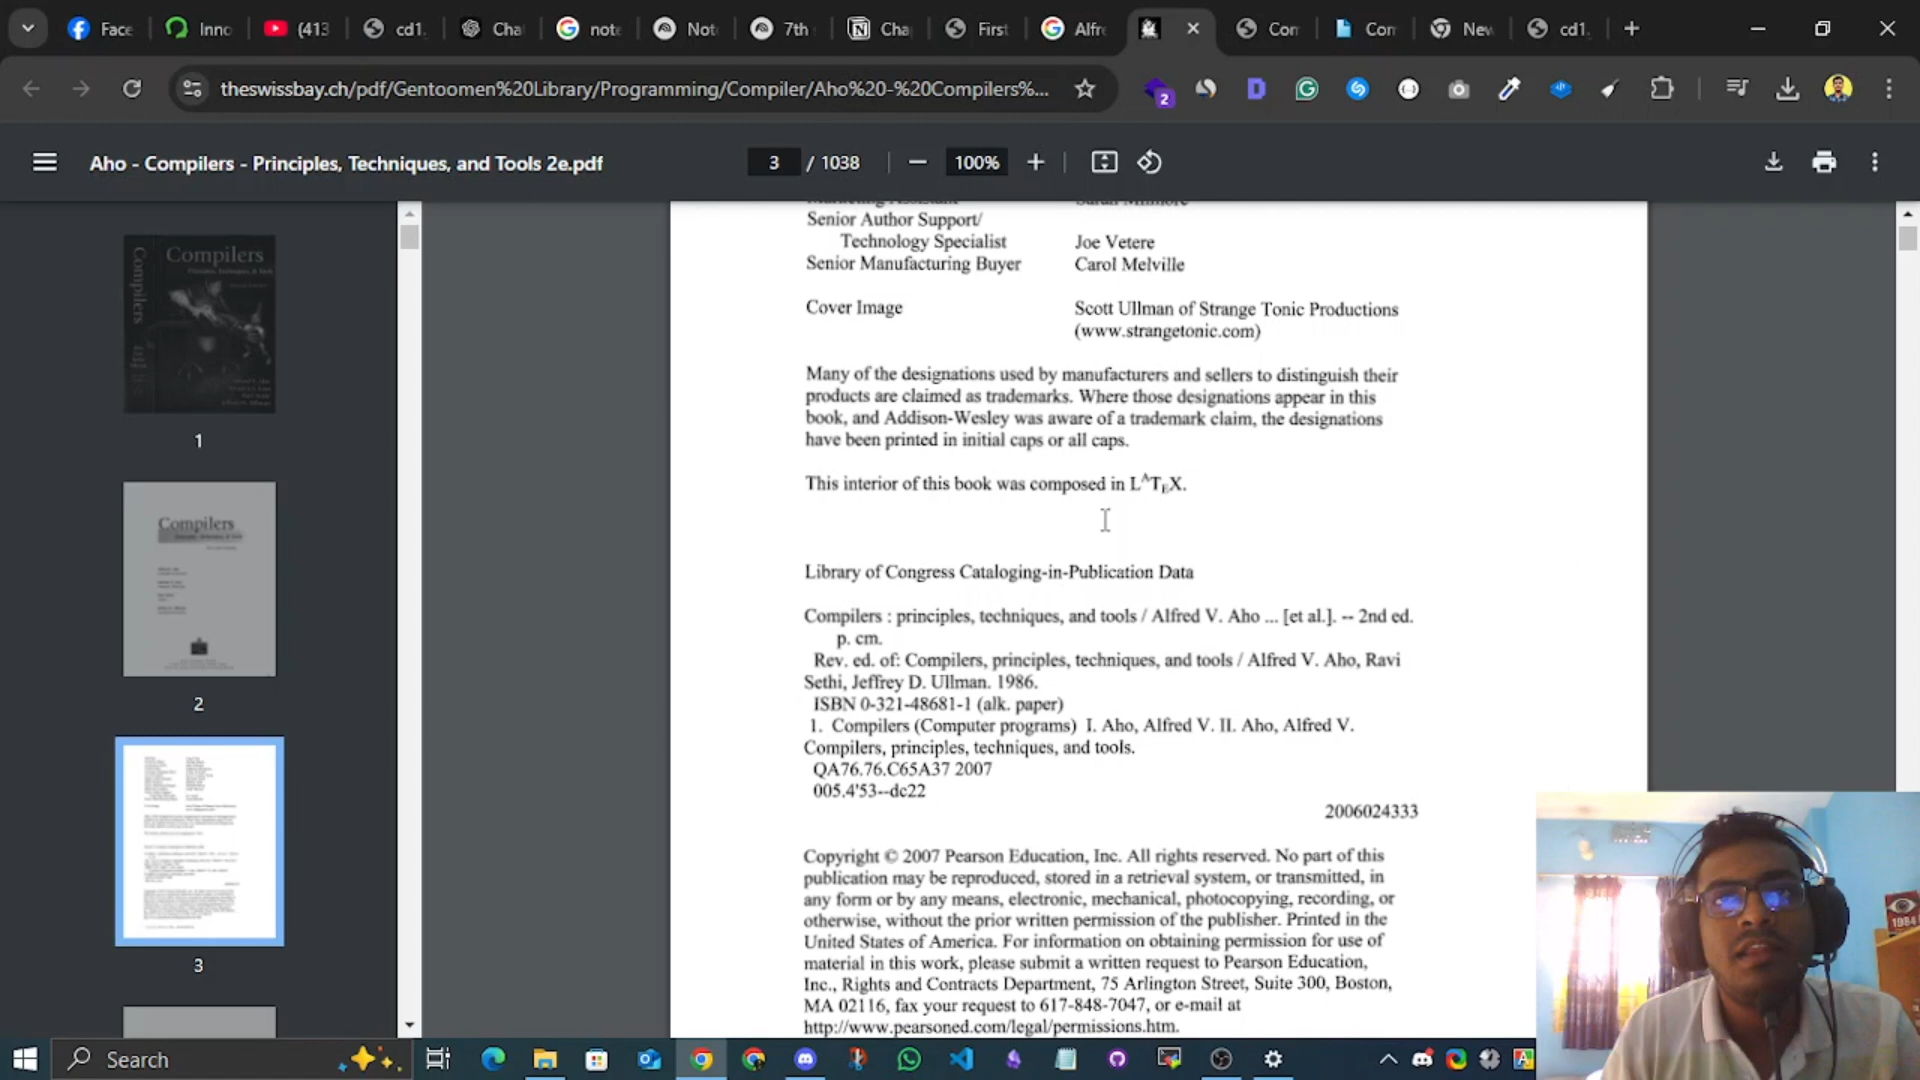 Face
Inno
(413
cd1.
Cha
note
Not
7th
Cha
First
Alfr
Con
Con
New
cd1
theswissbay.ch/pdf/Gentoomen%20Library/Programming/Compiler/Aho%20-%20Compilers%...
2
Aho - Compilers - Principles, Techniques, and Tools 2e.pdf
3 / 1038
100%
Compilers
Compilers
1
Compilers
2
3
Senior Author Support/
Technology Specialist Joe Vetere
Senior Manufacturing Buyer Carol Melville
Cover Image Scott Ullman of Strange Tonic Productions
(www.strangetonic.com)
Many of the designations used by manufacturers and sellers to distinguish their
products are claimed as trademarks. Where those designations appear in this
book, and Addison-Wesley was aware of a trademark claim, the designations
have been printed in initial caps or all caps.
This interior of this book was composed in LATEX.
Library of Congress Cataloging-in-Publication Data
Compilers : principles, techniques, and tools / Alfred V. Aho ... [et al.]. -- 2nd ed.
p. cm.
Rev. ed. of: Compilers, principles, techniques, and tools / Alfred V. Aho, Ravi
Sethi, Jeffrey D. Ullman. 1986.
ISBN 0-321-48681-1 (alk. paper)
1. Compilers (Computer programs) I. Aho, Alfred V. II. Aho, Alfred V.
Compilers, principles, techniques, and tools.
QA76.76.C65A37 2007
005.4'53--dc22
2006024333
Copyright © 2007 Pearson Education, Inc. All rights reserved. No part of this
publication may be reproduced, stored in a retrieval system, or transmitted, in
any form or by any means, electronic, mechanical, photocopying, recording, or
otherwise, without the prior written permission of the publisher. Printed in the
United States of America. For information on obtaining permission for use of
material in this work, please submit a written request to Pearson Education,
Inc., Rights and Contracts Department, 75 Arlington Street, Suite 300, Boston,
MA 02116, fax your request to 617-848-7047, or e-mail at
http://www.pearsoned.com/legal/permissions.htm.
1984
Search